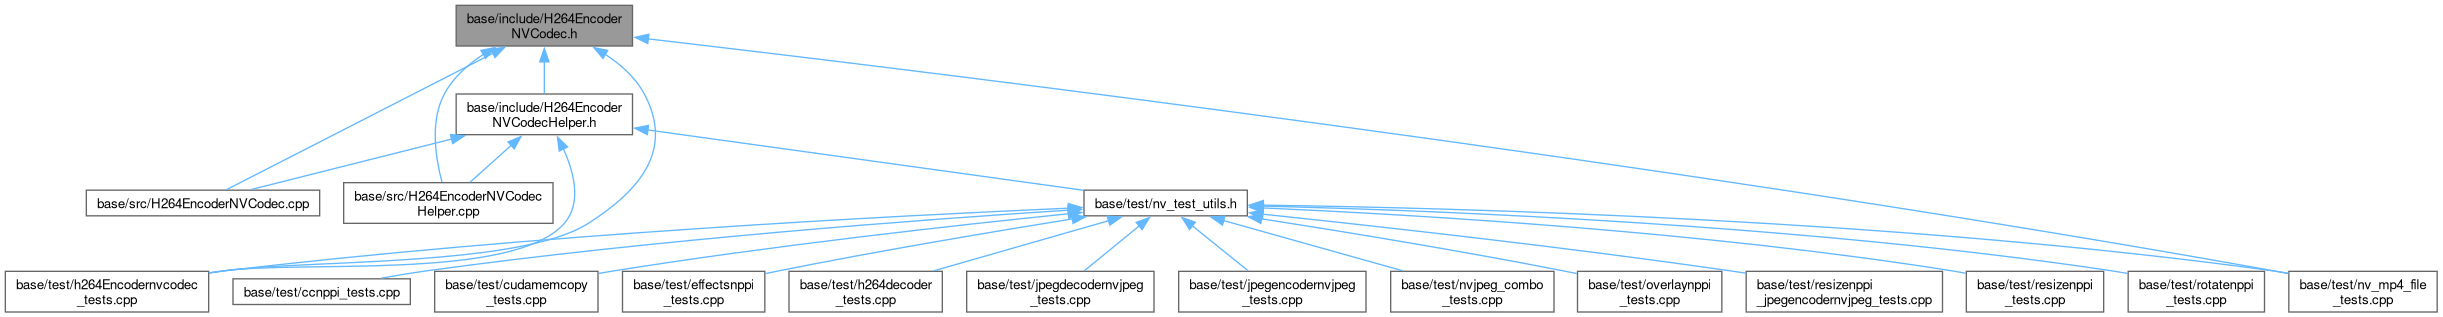 base/include/H264Encoder
NVCodec.h
base/include/H264Encoder
NVCodecHelper.h
base/src/H264EncoderNVCodec.cpp
base/src/H264EncoderNVCodec
Helper.cpp
base/test/nv_test_utils.h
base/test/h264Encodernvcodec
_tests.cpp
base/test/ccnppi_tests.cpp
base/test/cudamemcopy
_tests.cpp
base/test/effectsnppi
_tests.cpp
base/test/h264decoder
_tests.cpp
base/test/jpegdecodernvjpeg
_tests.cpp
base/test/jpegencodernvjpeg
_tests.cpp
base/test/nvjpeg_combo
_tests.cpp
base/test/overlaynppi
_tests.cpp
base/test/resizenppi
_jpegencodernvjpeg_tests.cpp
base/test/resizenppi
_tests.cpp
base/test/rotatenppi
_tests.cpp
base/test/nv_mp4_file
_tests.cpp